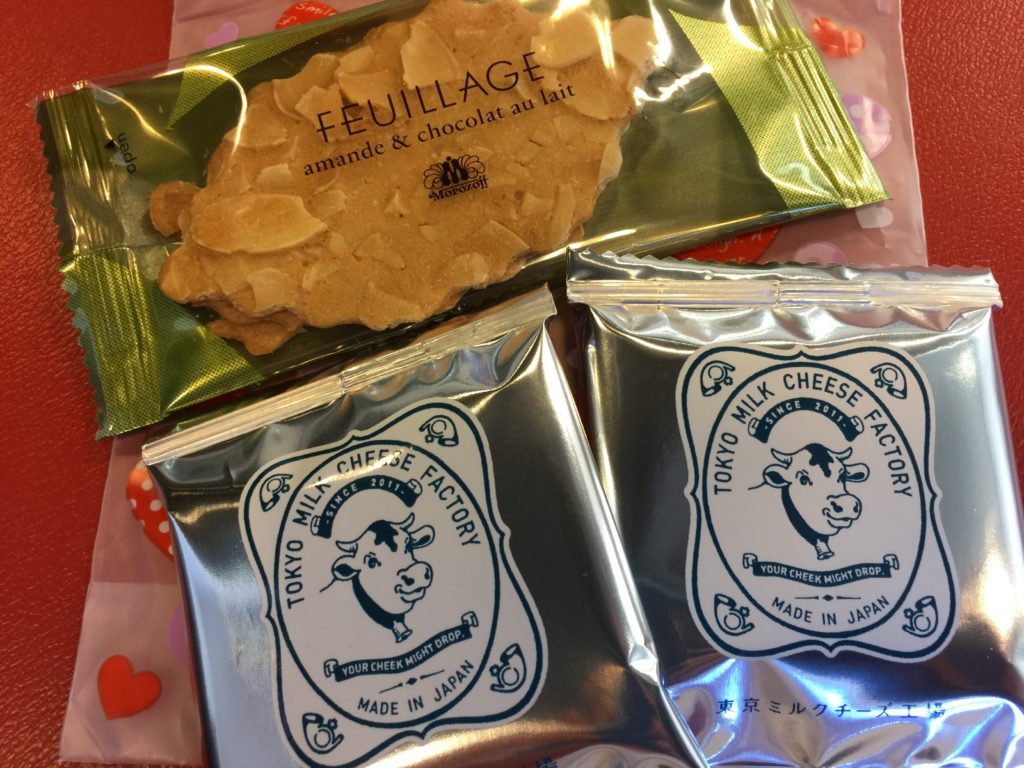 open
FEUILLAGE
amande & chocolat au lait
Morozoff
TOKYO MILK CHEESE FACTORY
-SINCE 2011-
YOUR CHEEK MIGHT DROP.
MADE IN JAPAN
TOKYO MILK CHEESE FACTORY
-SINCE 2011-
YOUR CHEEK MIGHT DROP.
MADE IN JAPAN
東京ミルクチーズ工場
場